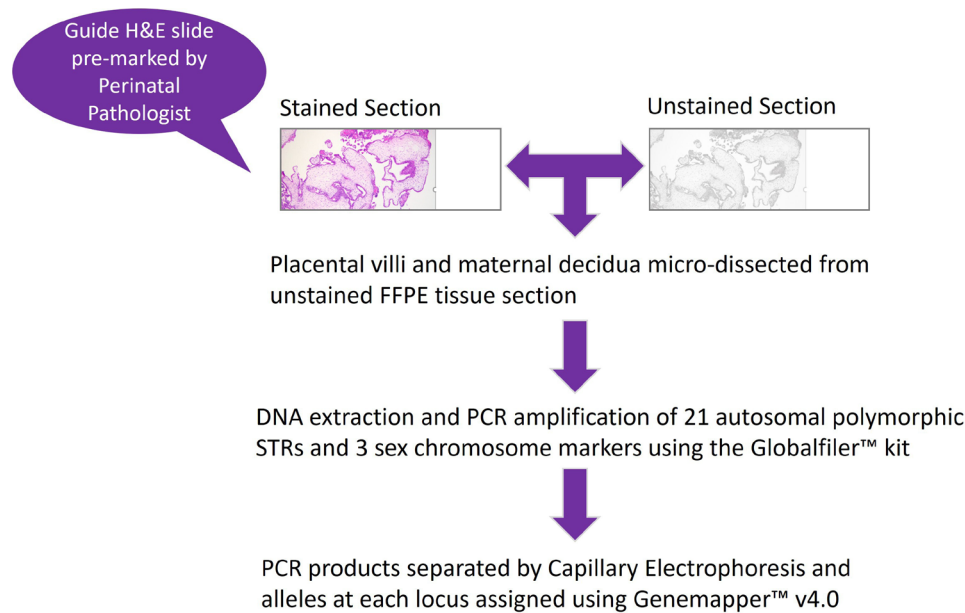 Guide H&E slide
pre-marked by
Perinatal
Pathologist
Stained Section
Unstained Section
Placental villi and maternal decidua micro-dissected from
unstained FFPE tissue section
DNA extraction and PCR amplification of 21 autosomal polymorphic
STRs and 3 sex chromosome markers using the Globalfiler™ kit
PCR products separated by Capillary Electrophoresis and
alleles at each locus assigned using Genemapper™ v4.0